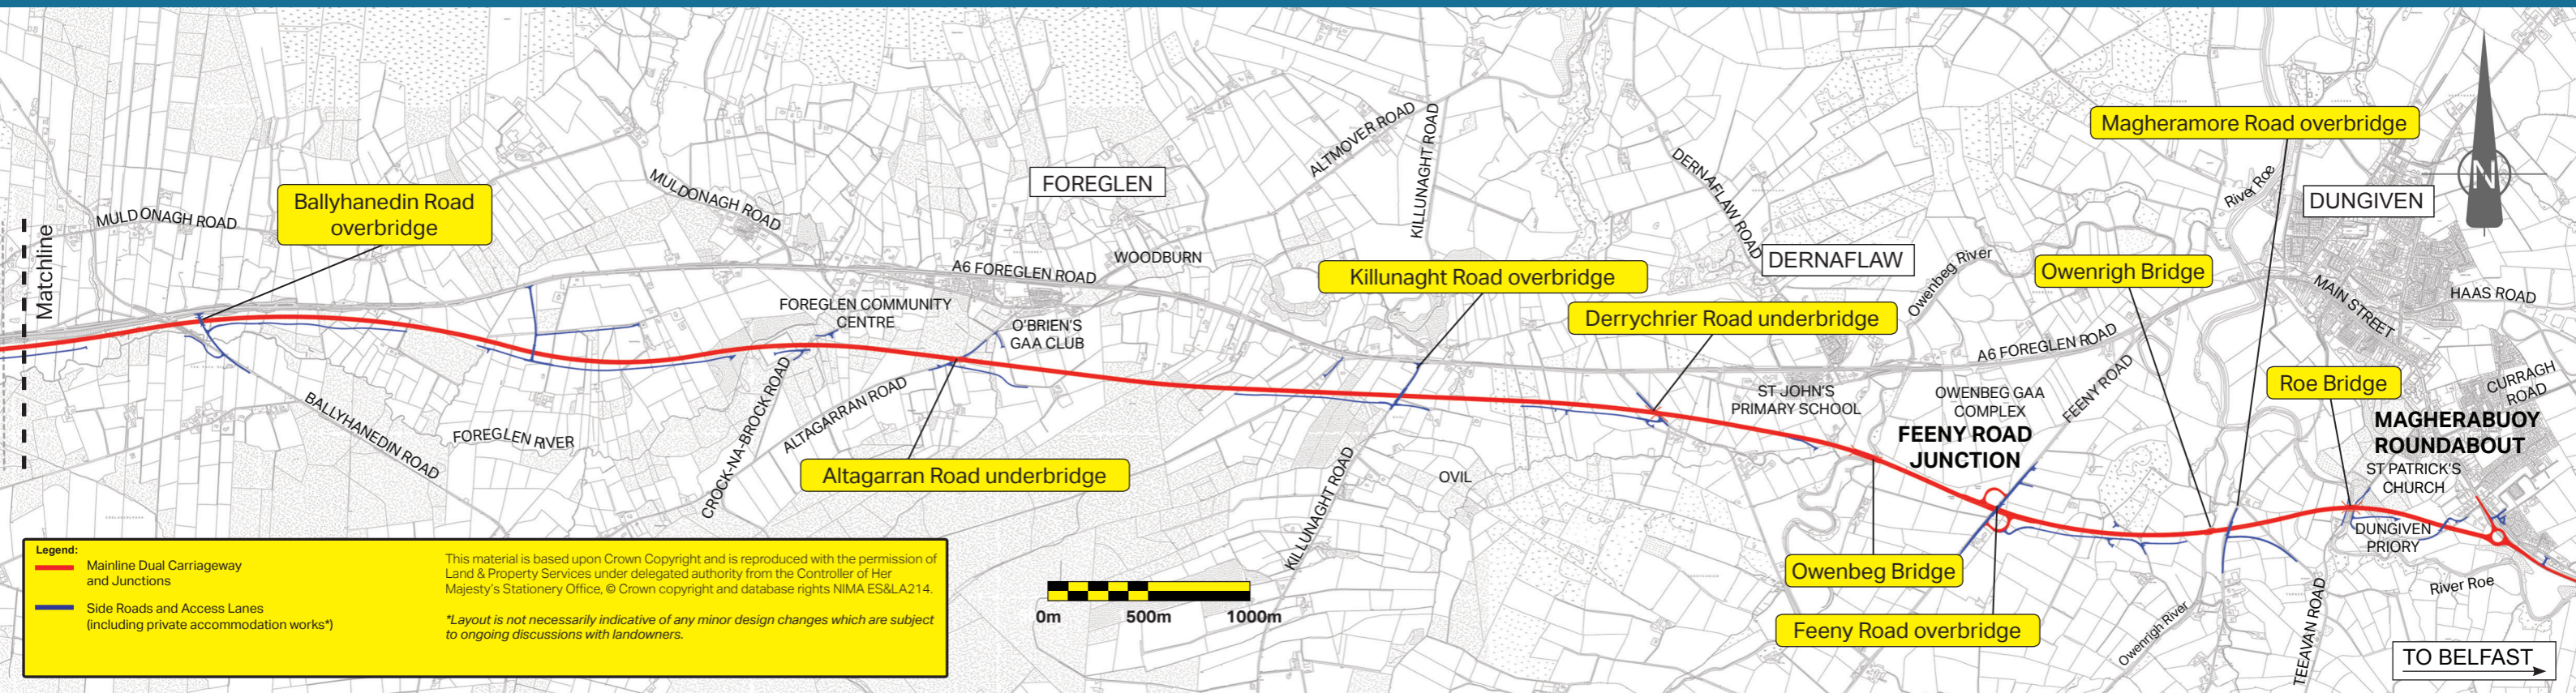 Matchline
MULDONAGH ROAD
Ballyhanedin Road
overbridge
MULDONAGH ROAD
FOREGLEN
ALTMOVER ROAD
KILLUNAGHT ROAD
DERNAFLAW ROAD
DERNAFLAW
Magheramore Road overbridge
River Roe
DUNGIVEN
N
A6 FOREGLEN ROAD
WOODBURN
Killunaght Road overbridge
Owenbeg River
Owenrigh Bridge
MAIN STREET
HAAS ROAD
FOREGLEN COMMUNITY
CENTRE
O'BRIEN'S
GAA CLUB
Derrychrier Road underbridge
A6 FOREGLEN ROAD
FEENY ROAD
Roe Bridge
CURRAGH
ROAD
BALLYHANEDIN ROAD
FOREGLEN RIVER
CROCK-NA-BROCK ROAD
ALTAGARRAN ROAD
Altagarran Road underbridge
KILLUNAGHT ROAD
OVIL
ST JOHN'S
PRIMARY SCHOOL
OWENBEG GAA
COMPLEX
FEENY ROAD
JUNCTION
MAGHERABUOY
ROUNDABOUT
ST PATRICK'S
CHURCH
DUNGIVEN
PRIORY
Owenbeg Bridge
Feeny Road overbridge
Owenrigh River
TEEAVAN ROAD
River Roe
TO BELFAST
0m 500m 1000m
Legend:
Mainline Dual Carriageway
and Junctions
Side Roads and Access Lanes
(including private accommodation works*)
This material is based upon Crown Copyright and is reproduced with the permission of
Land & Property Services under delegated authority from the Controller of Her
Majesty's Stationery Office, © Crown copyright and database rights NIMA ES&LA214.
*Layout is not necessarily indicative of any minor design changes which are subject
to ongoing discussions with landowners.